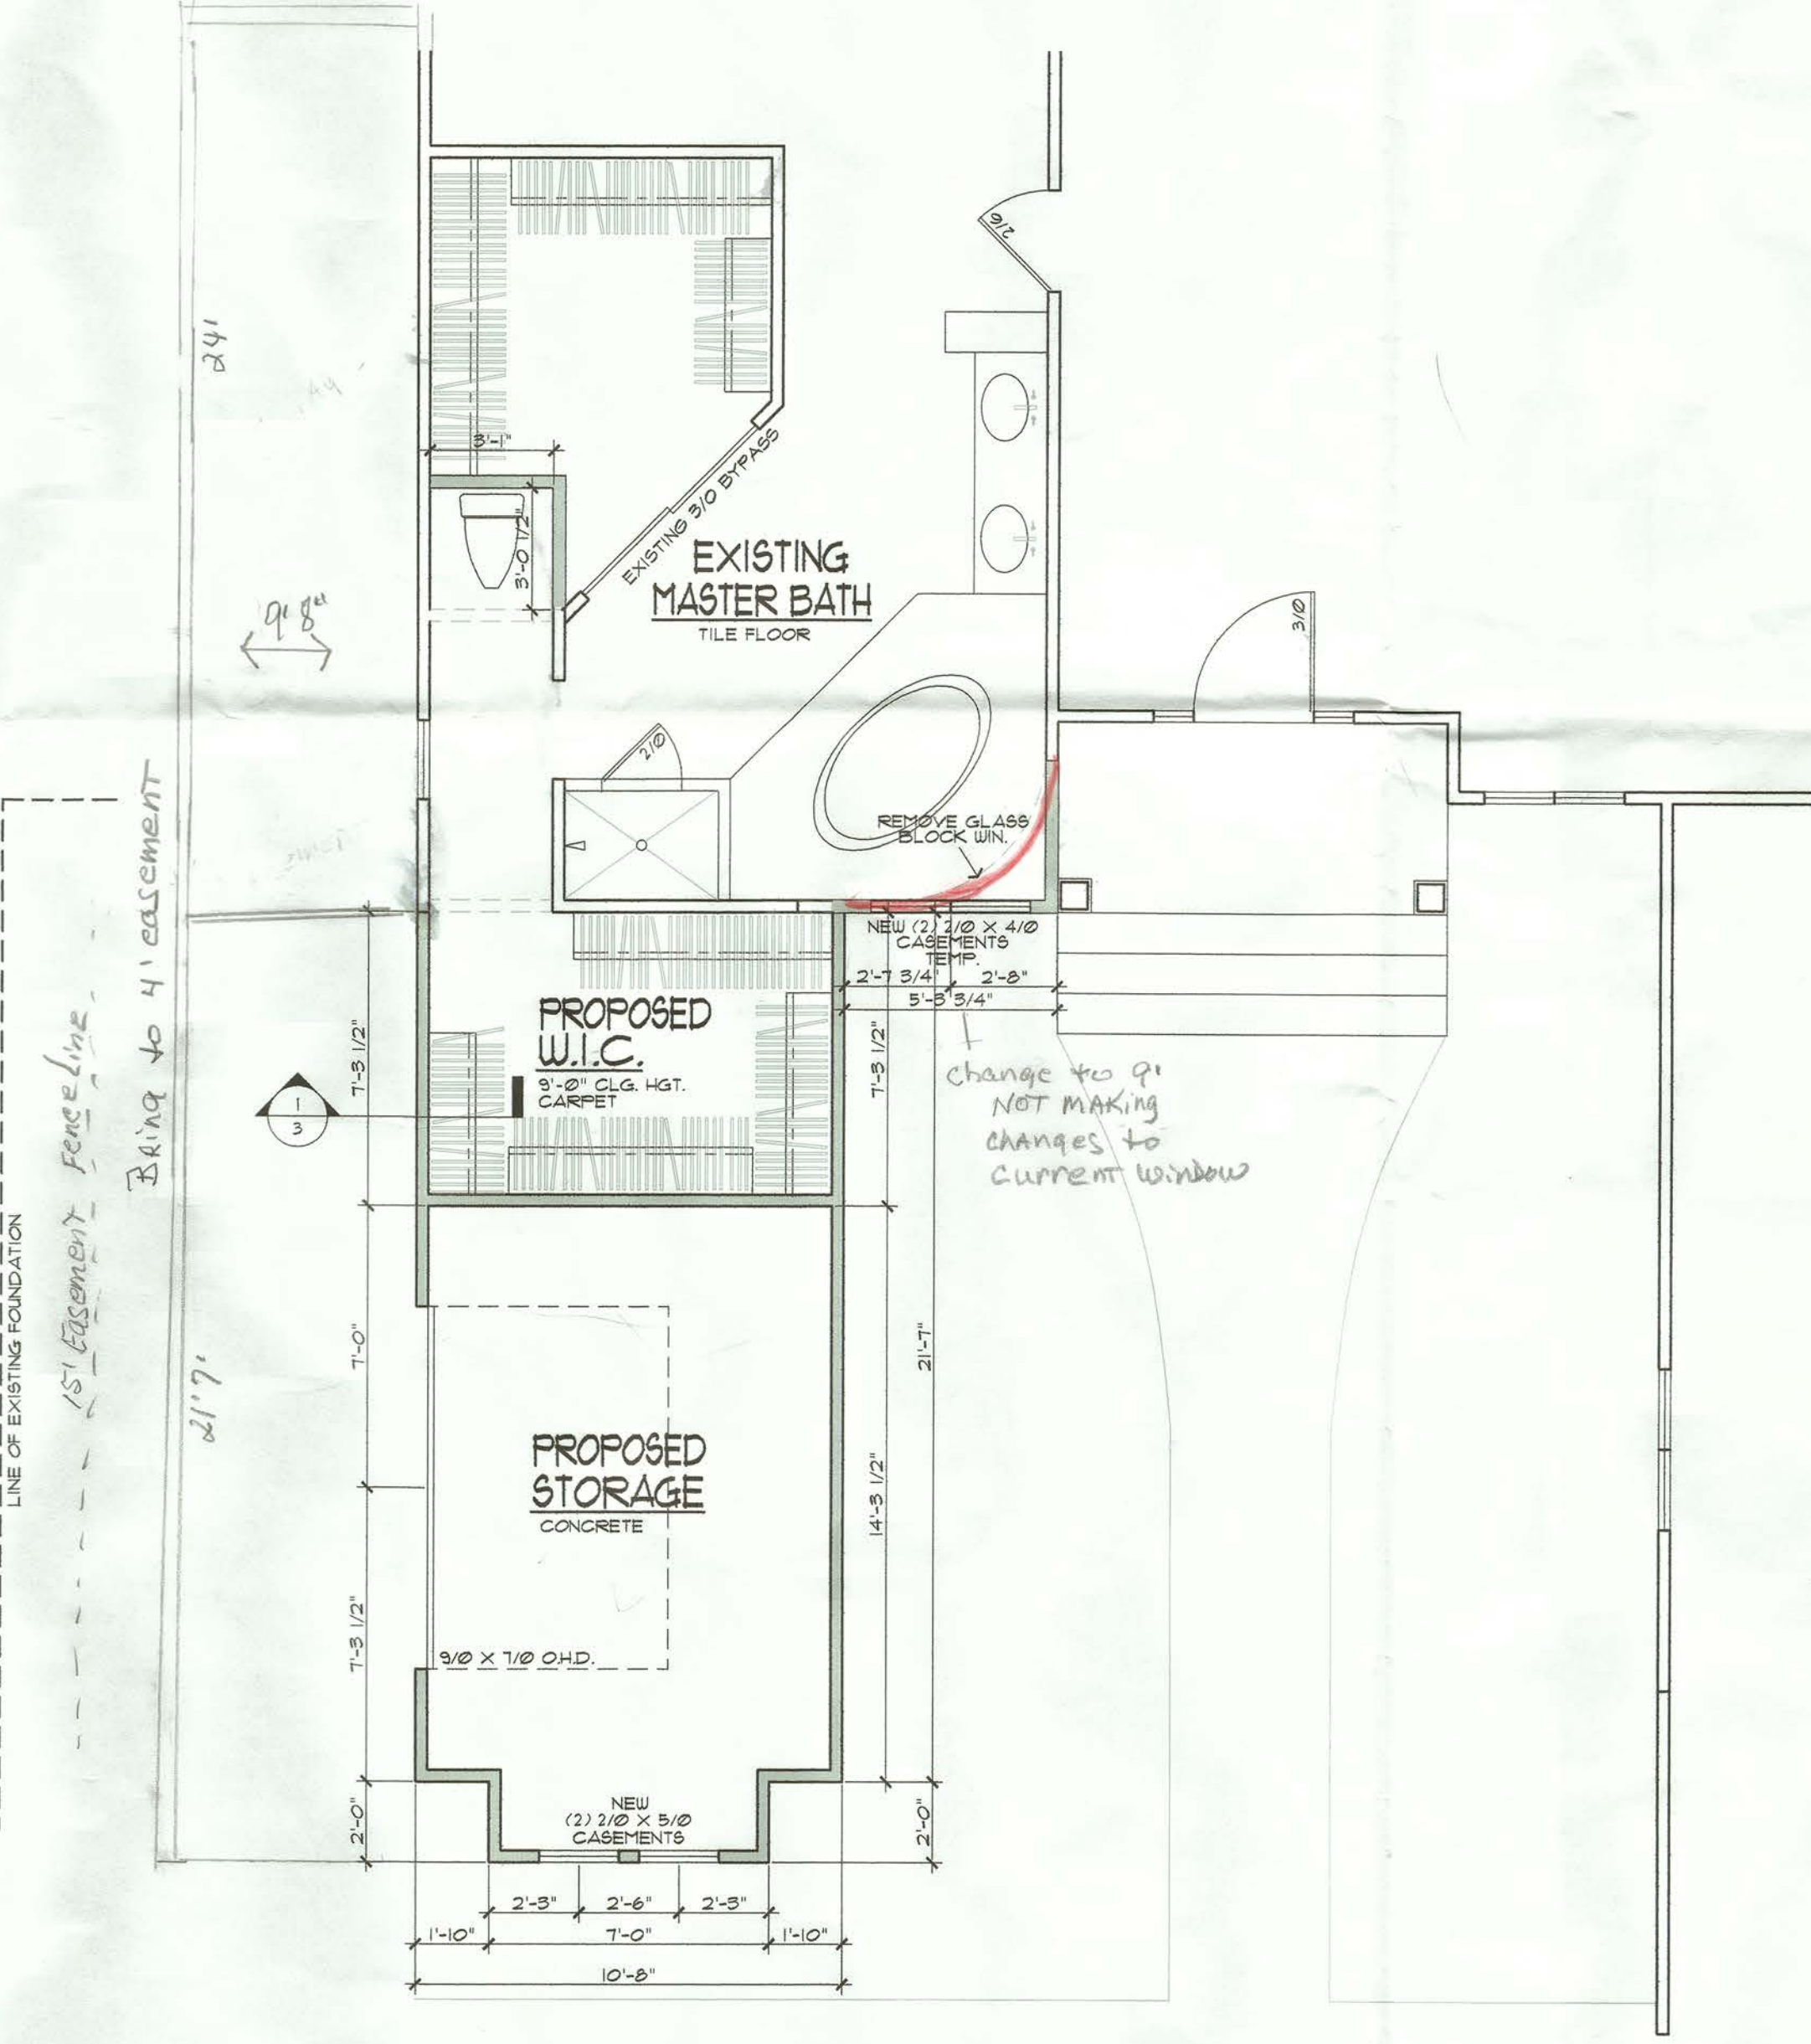 2/6
24'
3'-1"
EXISTING 3/0 BYPASS
3'-0 1/2"
EXISTING
MASTER BATH
TILE FLOOR
3/0
9' 8"
2/0
REMOVE GLASS
BLOCK WIN.
NEW (2) 2/0 X 4/0
CASEMENTS
TEMP.
2'-7 3/4"
2'-8"
5'-3 3/4"
Bring to 4' easement
15' Easement Fence Line
LINE OF EXISTING FOUNDATION
7'-3 1/2"
PROPOSED
W.I.C.
9'-0" CLG. HGT.
CARPET
1
3
7'-3 1/2"
Change to 9'
NOT MAKing
changes to
Current Window
21'7"
7'-0"
21'-7"
PROPOSED
STORAGE
CONCRETE
14'-3 1/2"
7'-3 1/2"
9/0 X 7/0 O.H.D.
2'-0"
NEW
(2) 2/0 X 5/0
CASEMENTS
2'-0"
2'-3"
2'-6"
2'-3"
1'-10"
7'-0"
1'-10"
10'-8"